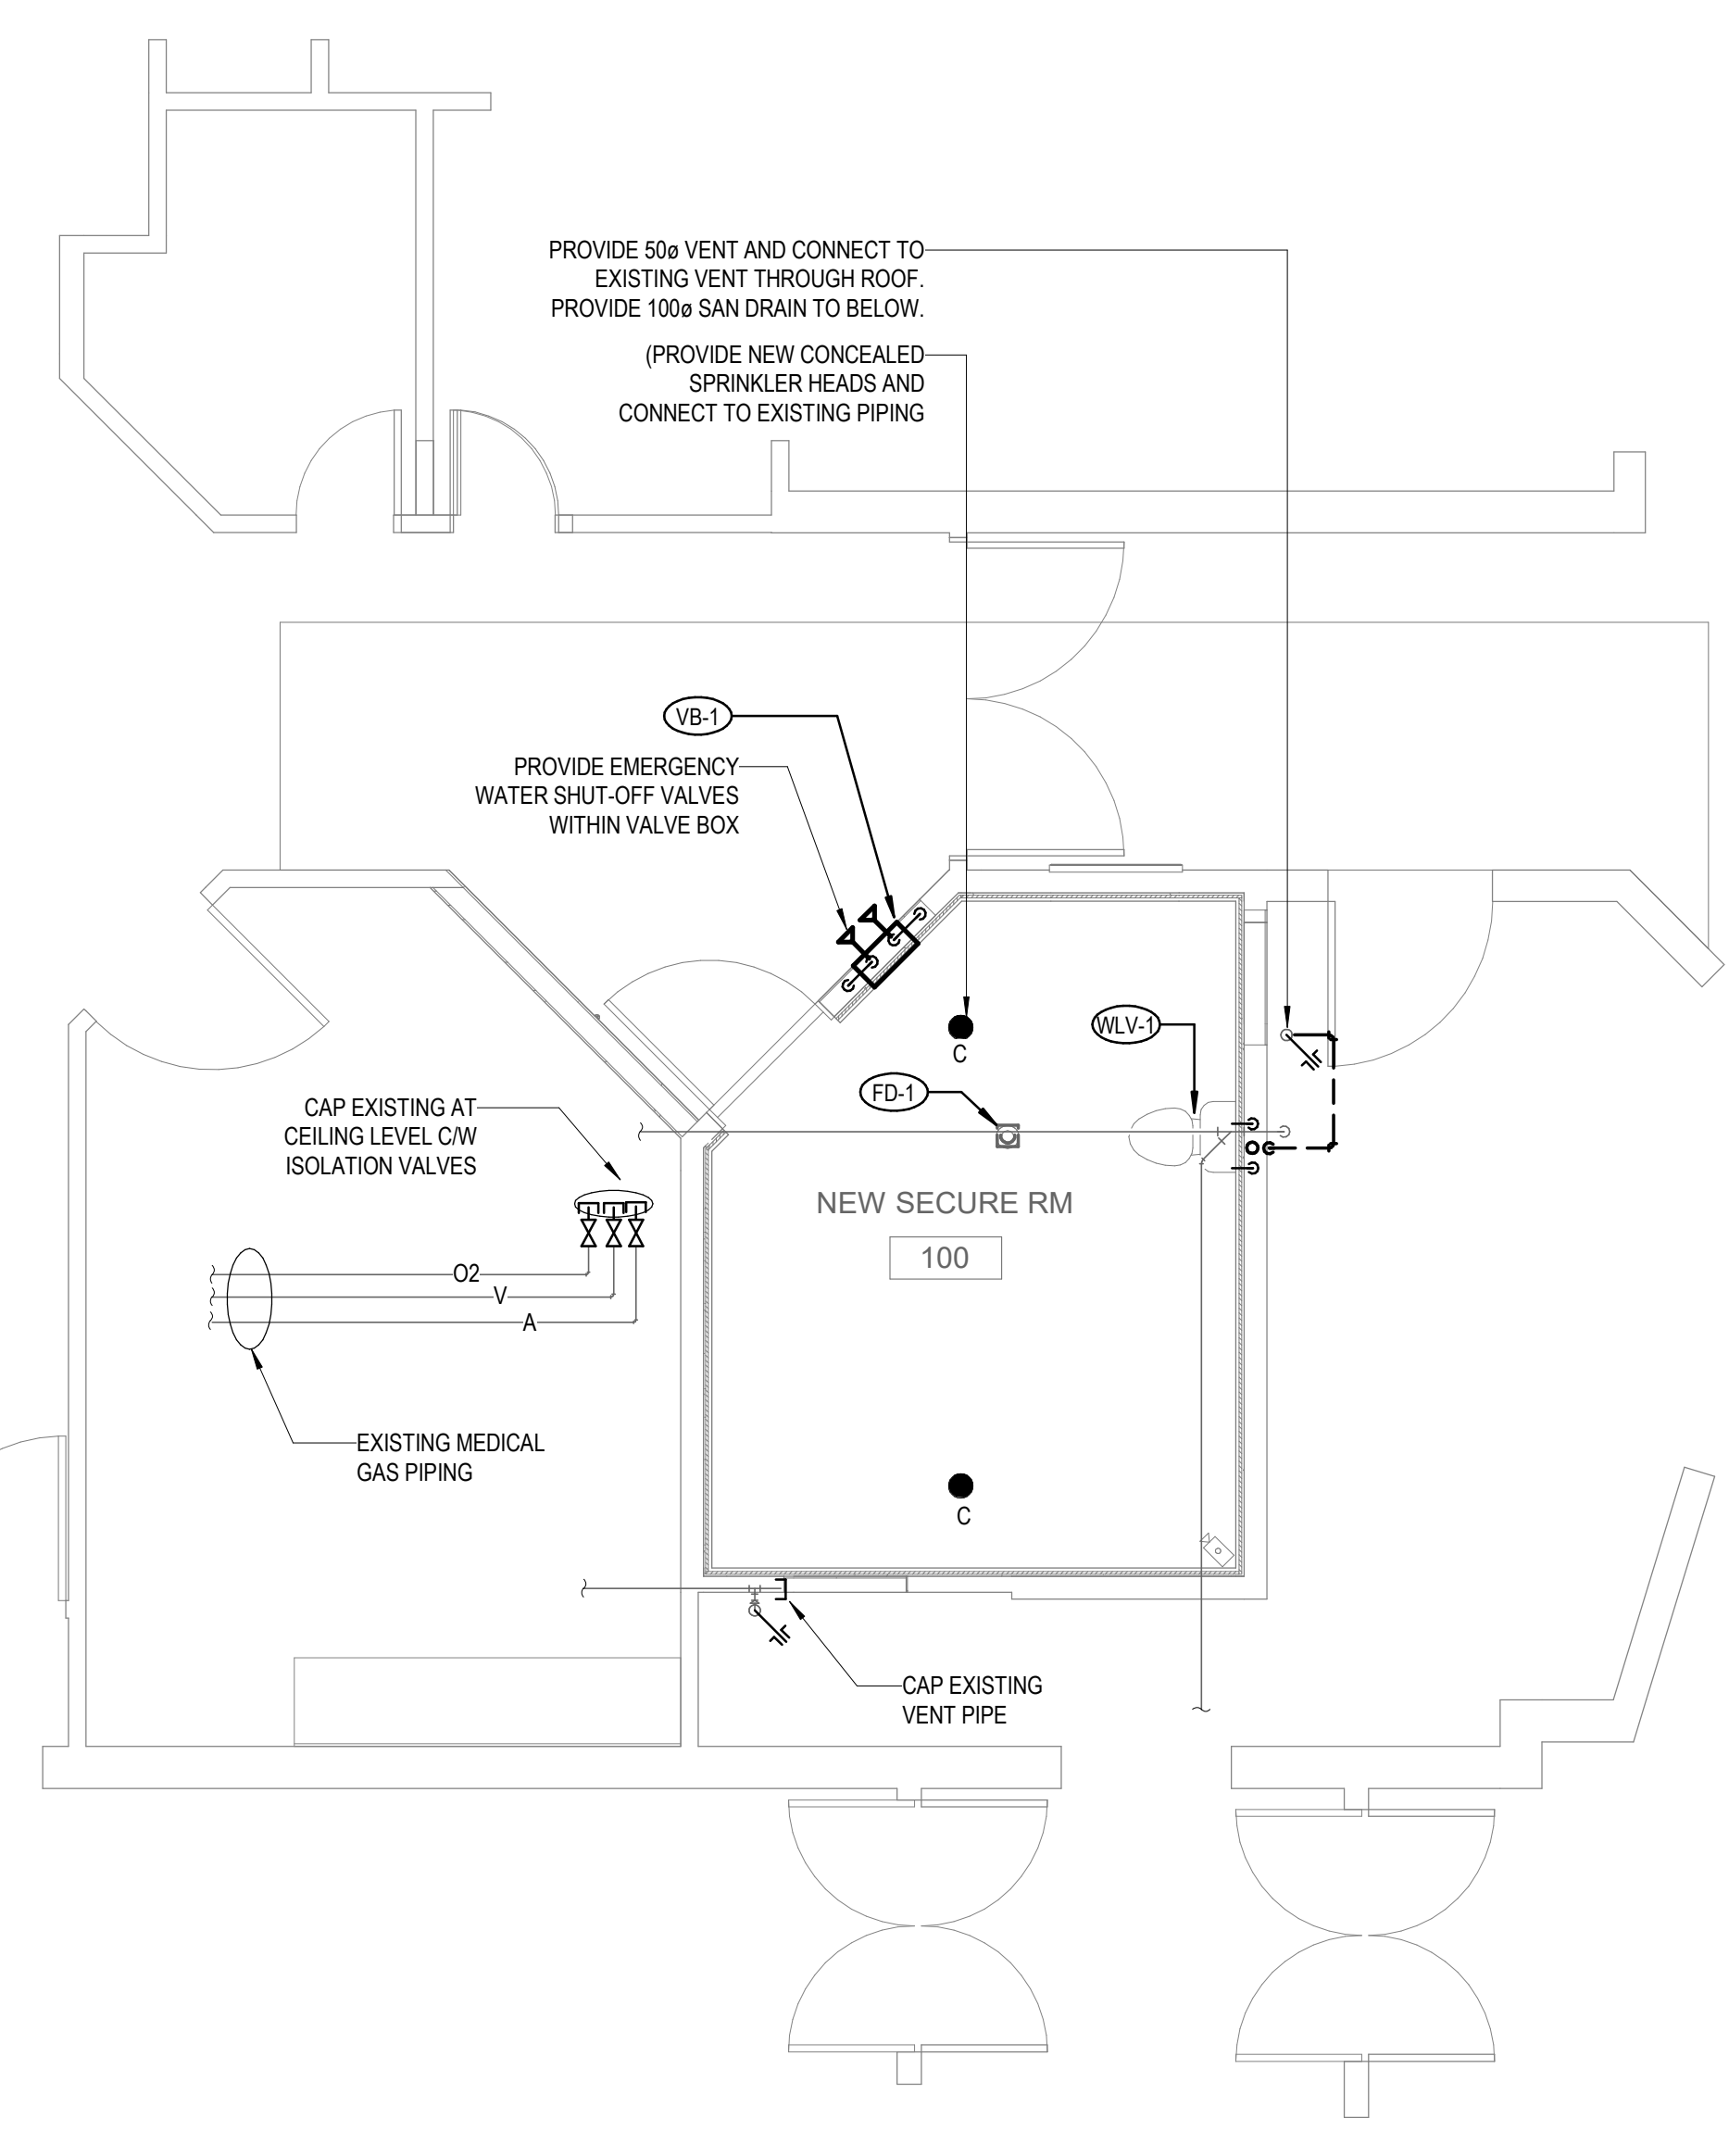 PROVIDE 50ø VENT AND CONNECT TO
EXISTING VENT THROUGH ROOF.
PROVIDE 100ø SAN DRAIN TO BELOW.
(PROVIDE NEW CONCEALED
SPRINKLER HEADS AND
CONNECT TO EXISTING PIPING
VB-1
PROVIDE EMERGENCY
WATER SHUT-OFF VALVES
WITHIN VALVE BOX
WLV-1
C
FD-1
CAP EXISTING AT
CEILING LEVEL C/W
ISOLATION VALVES
NEW SECURE RM
100
O2
V
A
EXISTING MEDICAL
GAS PIPING
C
CAP EXISTING
VENT PIPE